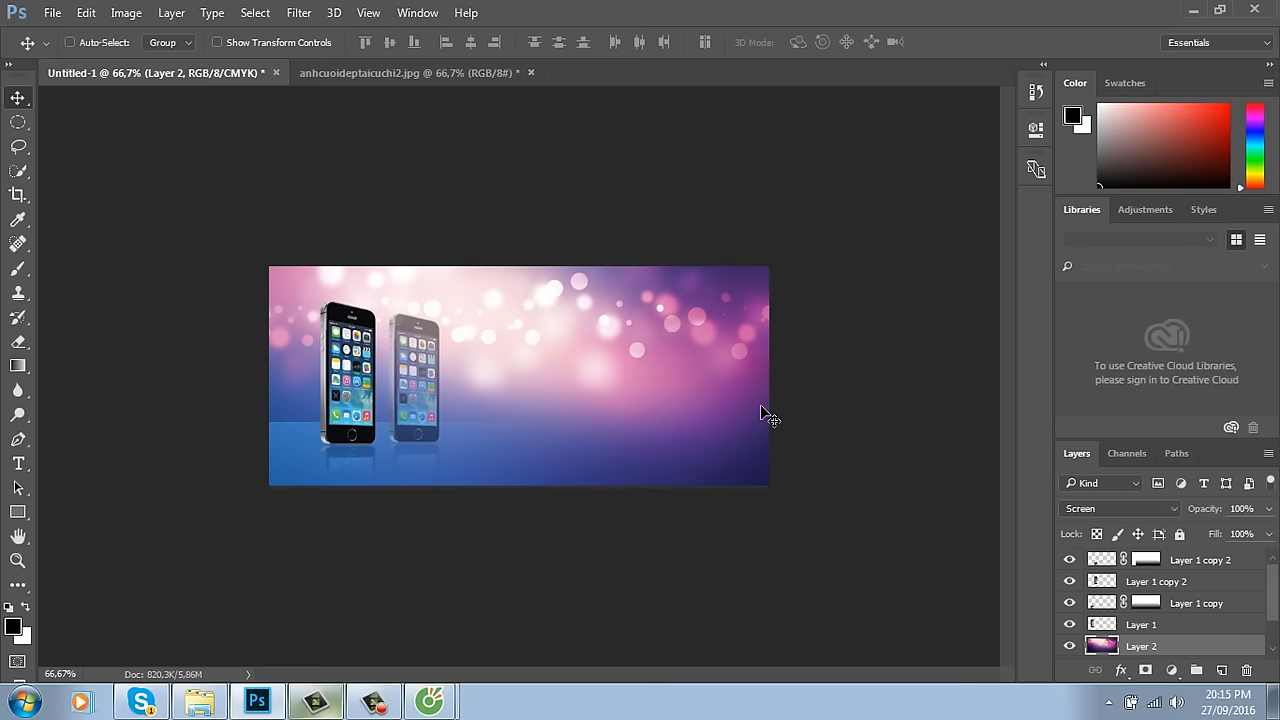 Ps File Edit Image Layer Type Select Filter 3D View Window Help
Auto-Select: Group Show Transform Controls 3D Mode: Essentials
Untitled-1 @ 66,7% (Layer 2, RGB/8/CMYK) * × anhcuoideptaicuchi2.jpg @ 66,7% (RGB/8#) * ×
Color Swatches
Libraries Adjustments Styles
To use Creative Cloud Libraries,
please sign in to Creative Cloud
Layers Channels Paths
Kind
Screen Opacity: 100%
Lock: Fill: 100%
Layer 1 copy 2
Layer 1 copy 2
Layer 1 copy
Layer 1
Layer 2
66,67% Doc: 820,3K/5,86M
Ps
20:15 PM
27/09/2016